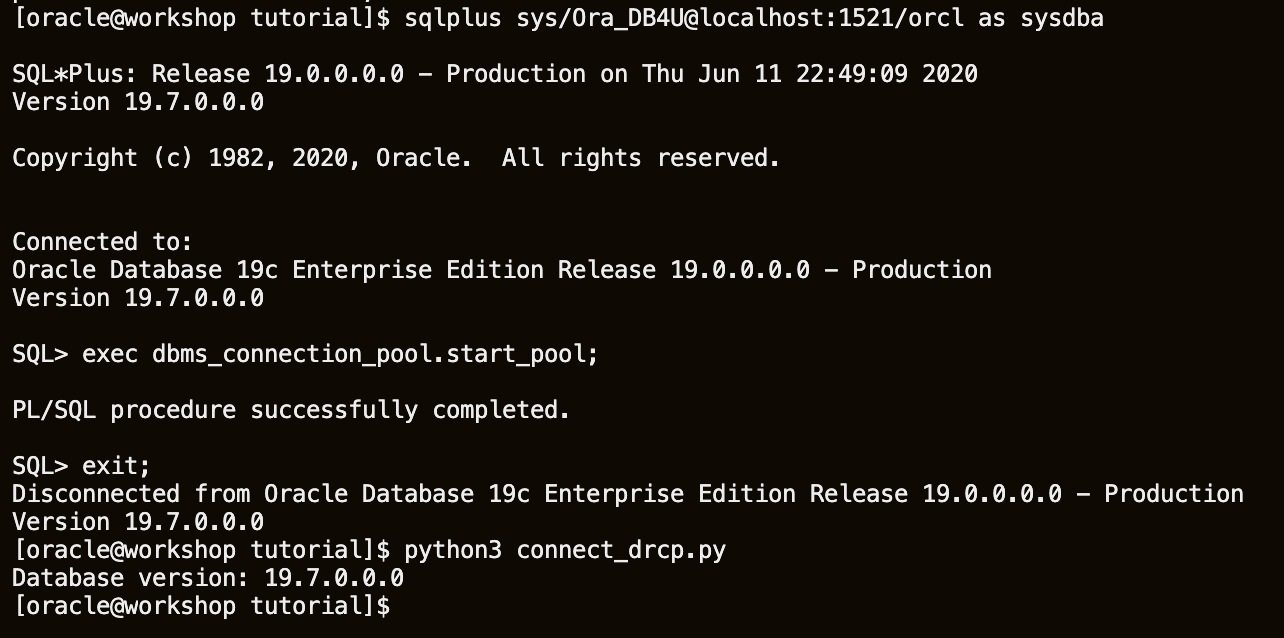 [oracle@workshop tutorial]$ sqlplus sys/Ora_DB4U@localhost:1521/orcl as sysdba
SQL*Plus: Release 19.0.0.0.0 – Production on Thu Jun 11 22:49:09 2020
Version 19.7.0.0.0
Copyright (c) 1982, 2020, Oracle.  All rights reserved.
Connected to:
Oracle Database 19c Enterprise Edition Release 19.0.0.0.0 – Production
Version 19.7.0.0.0
SQL> exec dbms_connection_pool.start_pool;
PL/SQL procedure successfully completed.
SQL> exit;
Disconnected from Oracle Database 19c Enterprise Edition Release 19.0.0.0.0 – Production
Version 19.7.0.0.0
[oracle@workshop tutorial]$ python3 connect_drcp.py
Database version: 19.7.0.0.0
[oracle@workshop tutorial]$